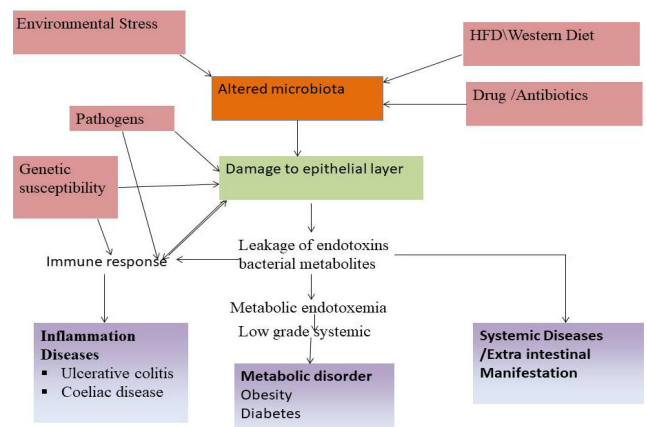 Environmental Stress
HFD\Western Diet
Altered microbiota
Drug /Antibiotics
Pathogens
Genetic
susceptibility
Damage to epithelial layer
Immune response
Leakage of endotoxins
bacterial metabolites
Metabolic endotoxemia
Low grade systemic
Inflammation
Diseases
▪ Ulcerative colitis
▪ Coeliac disease
Metabolic disorder
Obesity
Diabetes
Systemic Diseases
/Extra intestinal
Manifestation